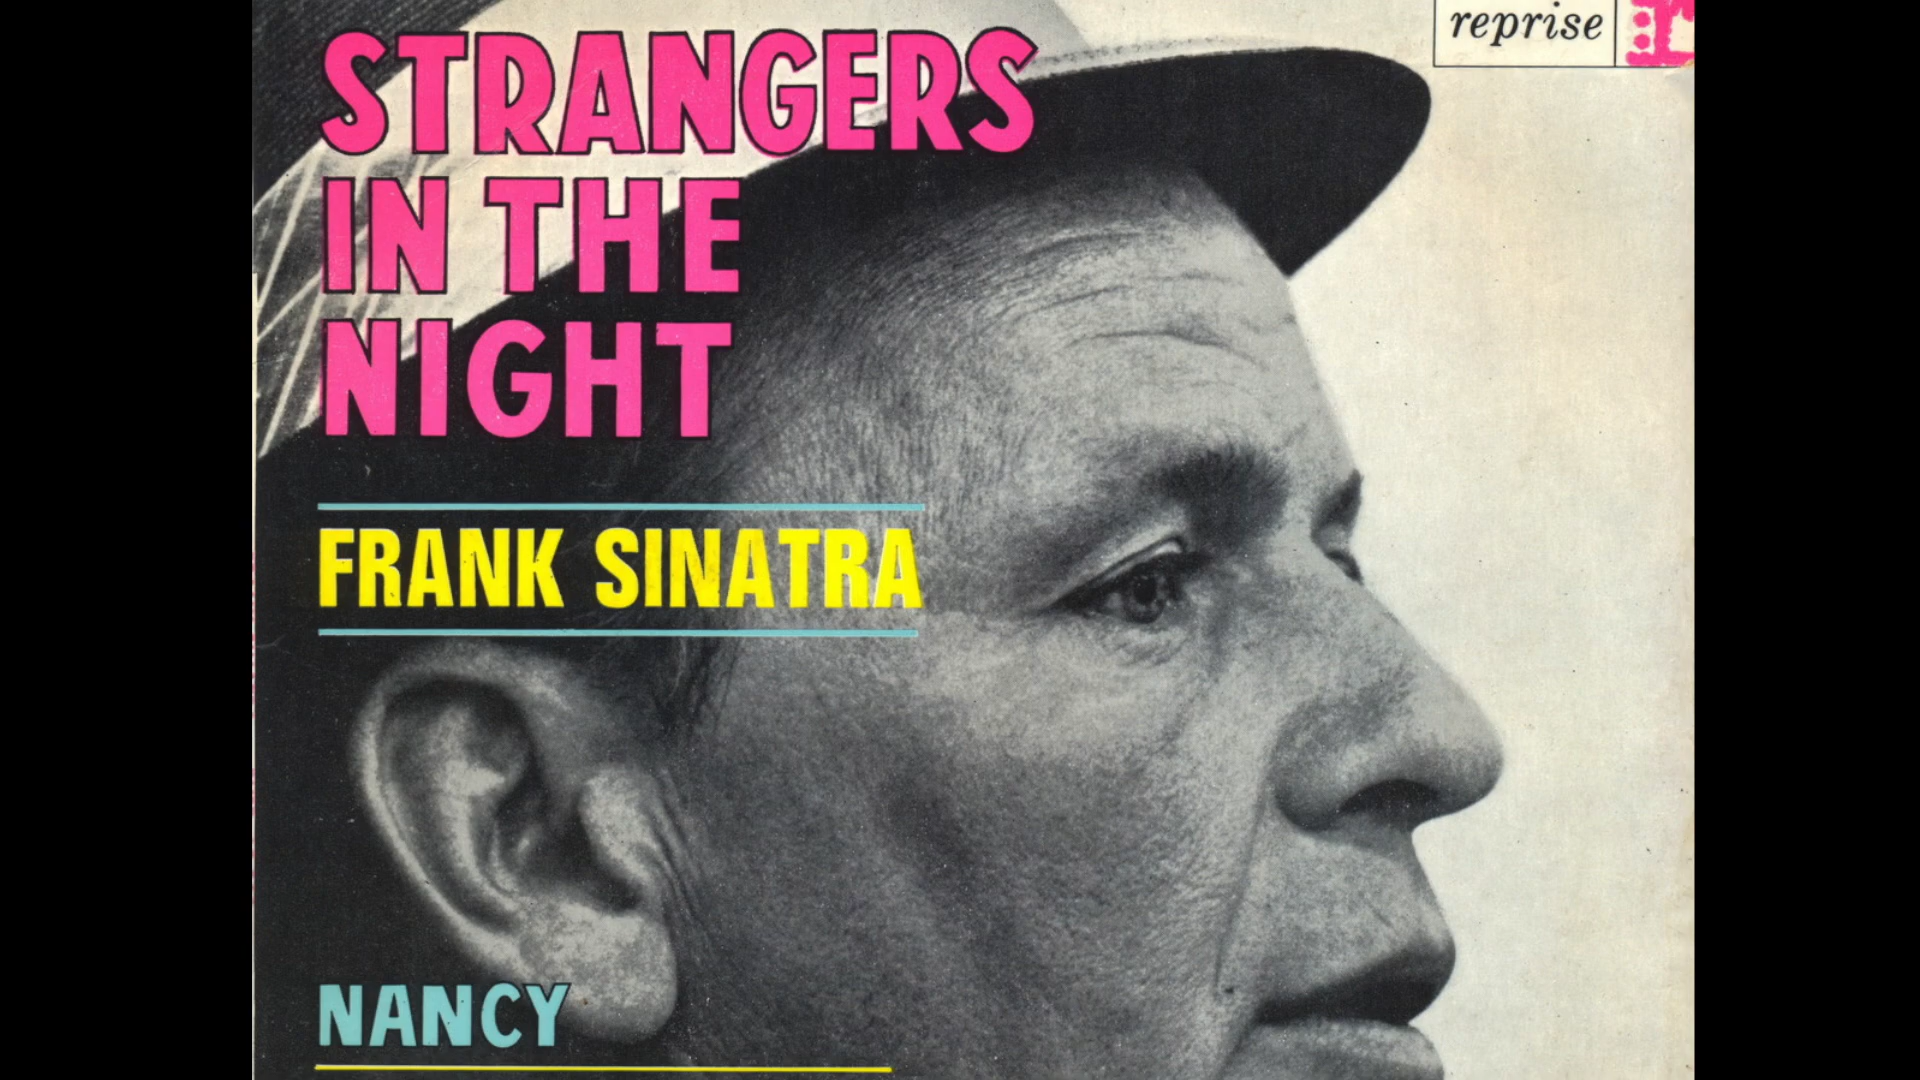 reprise
STRANGERS
IN THE
NIGHT
FRANK SINATRA
NANCY